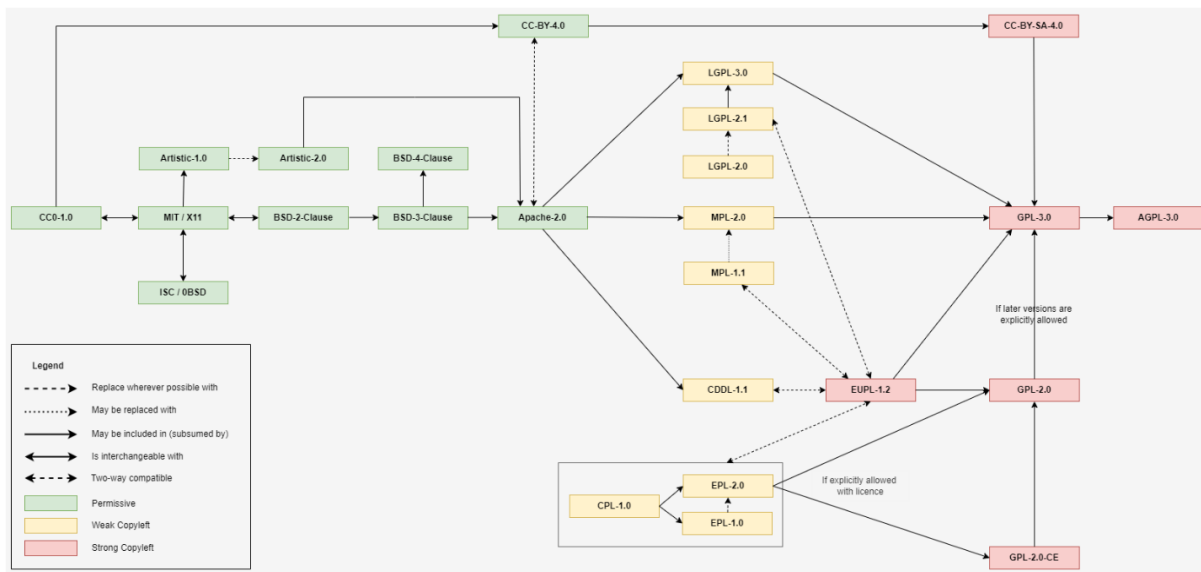 CC-BY-4.0
CC-BY-SA-4.0
LGPL-3.0
LGPL-2.1
LGPL-2.0
Artistic-1.0
Artistic-2.0
BSD-4-Clause
CC0-1.0
MIT / X11
BSD-2-Clause
BSD-3-Clause
Apache-2.0
MPL-2.0
GPL-3.0
AGPL-3.0
MPL-1.1
ISC / 0BSD
If later versions are
explicitly allowed
CDDL-1.1
EUPL-1.2
GPL-2.0
CPL-1.0
EPL-2.0
EPL-1.0
If explicitly allowed
with licence
GPL-2.0-CE
Legend
Replace wherever possible with
May be replaced with
May be included in (subsumed by)
Is interchangeable with
Two-way compatible
Permissive
Weak Copyleft
Strong Copyleft